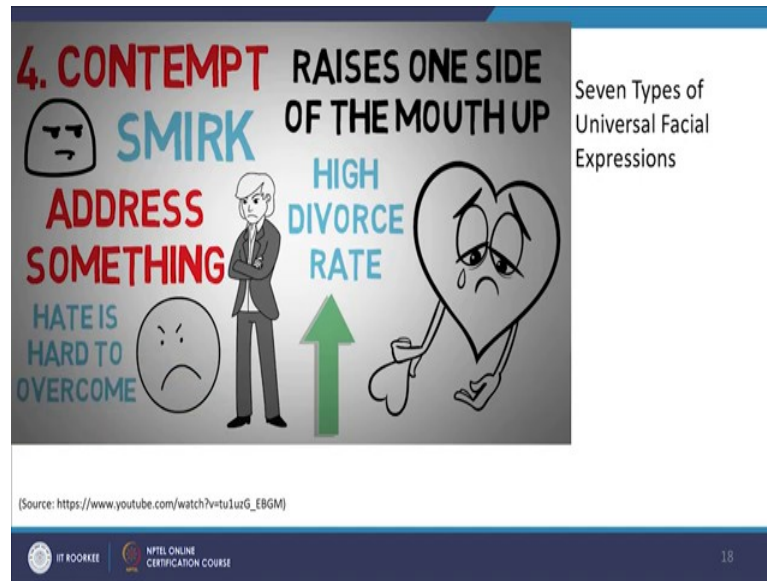 4. CONTEMPT
SMIRK
RAISES ONE SIDE
OF THE MOUTH UP
ADDRESS
SOMETHING
HIGH
DIVORCE
RATE
HATE IS
HARD TO
OVERCOME
Seven Types of
Universal Facial
Expressions
(Source: https://www.youtube.com/watch?v=tu1uzG_EBGM)
IT ROORKEE
NPTEL ONLINE
CERTIFICATION COURSE
18